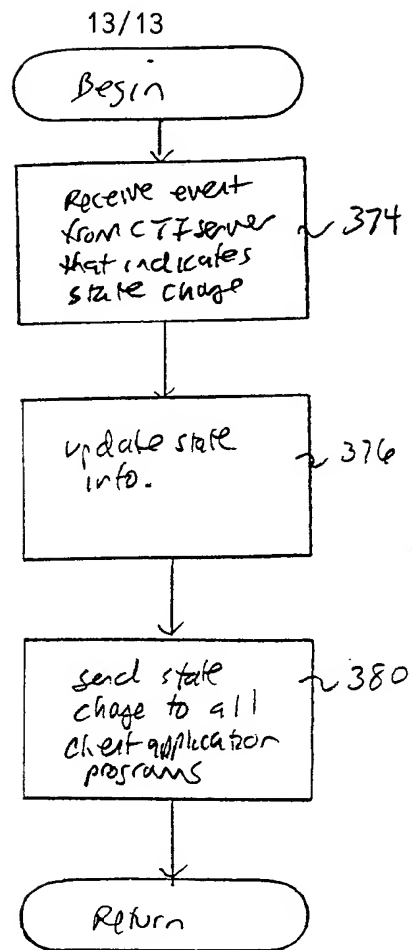 13/13
Begin
Receive event
from CTI server
that indicates
state chage
374
update state
info.
376
send state
chage to all
client application
programs
380
Return